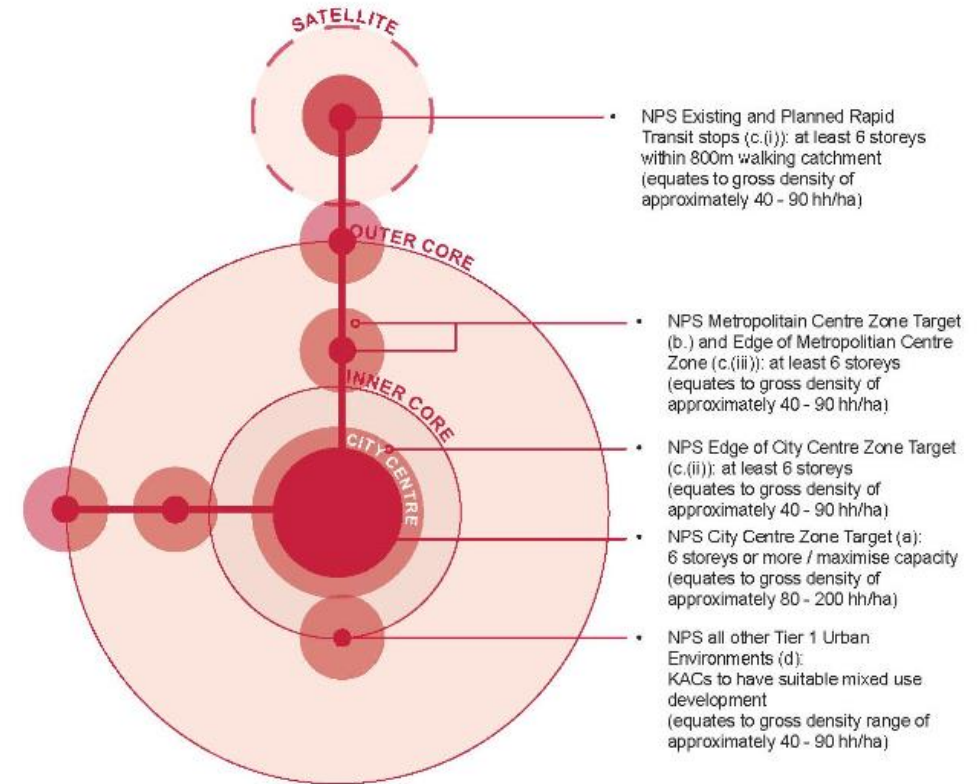 SATELLITE
OUTER CORE
INNER CORE
CITY CENTRE
• NPS Existing and Planned Rapid
Transit stops (c.(i)): at least 6 storeys
within 800m walking catchment
(equates to gross density of
approximately 40 - 90 hh/ha)
• NPS Metropolitain Centre Zone Target
(b.) and Edge of Metropolitian Centre
Zone (c.(iii)): at least 6 storeys
(equates to gross density of
approximately 40 - 90 hh/ha)
• NPS Edge of City Centre Zone Target
(c.(ii)): at least 6 storeys
(equates to gross density of
approximately 40 - 90 hh/ha)
• NPS City Centre Zone Target (a):
6 storeys or more / maximise capacity
(equates to gross density of
approximately 80 - 200 hh/ha)
• NPS all other Tier 1 Urban
Environments (d):
KACs to have suitable mixed use
development
(equates to gross density range of
approximately 40 - 90 hh/ha)